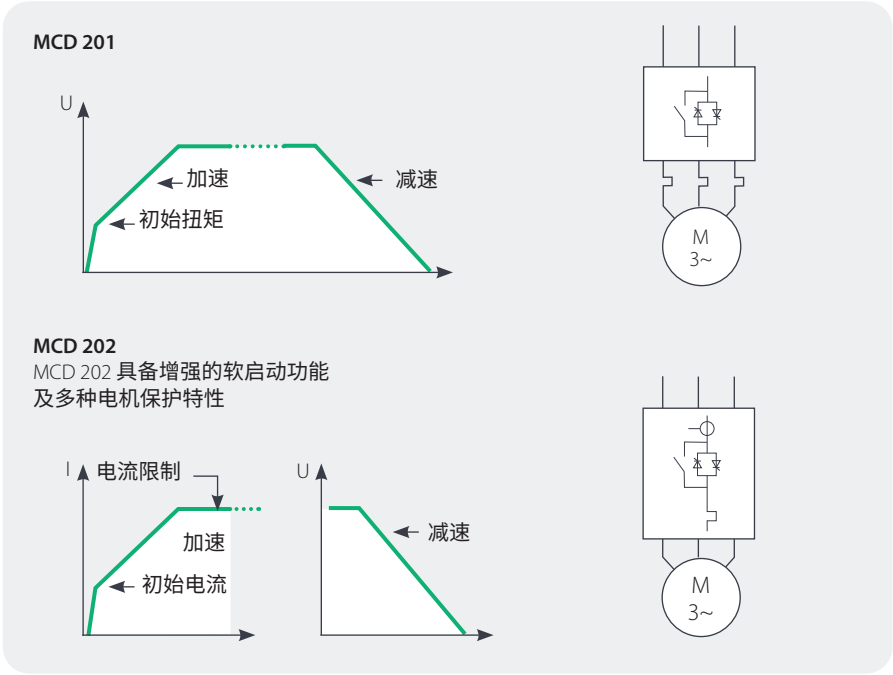 MCD 201
U
加速
减速
初始扭矩
M
3~
MCD 202
MCD 202 具备增强的软启动功能
及多种电机保护特性
I
电流限制
加速
初始电流
U
减速
M
3~